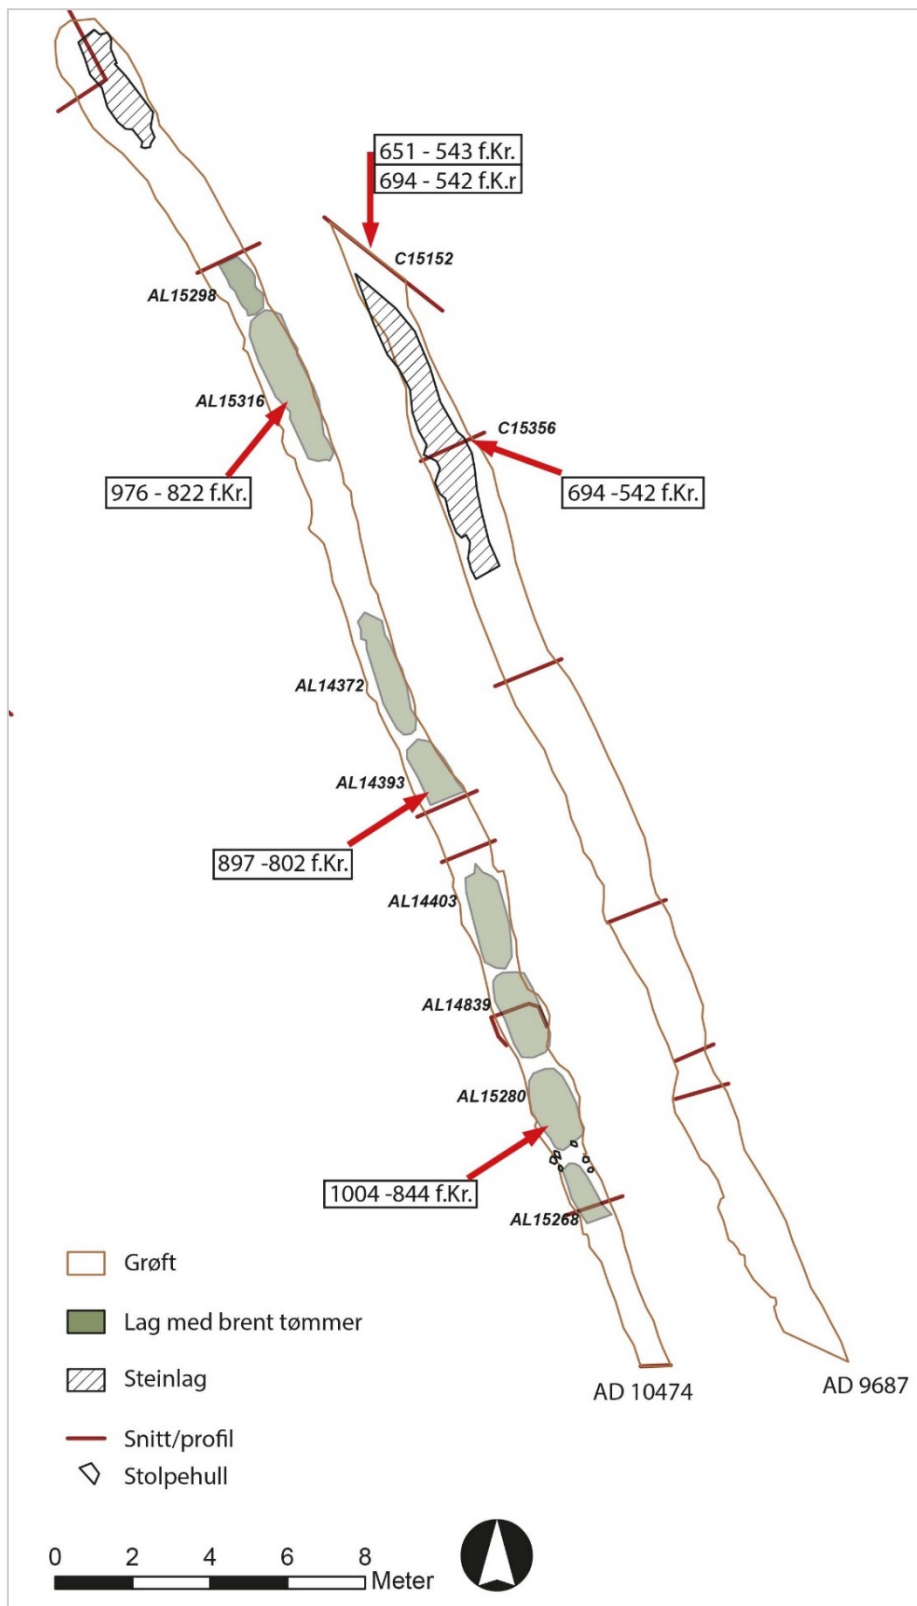 651 - 543 f.Kr.
694 - 542 f.K.r
C15152
AL15298
AL15316
C15356
976 - 822 f.Kr.
694 -542 f.Kr.
AL14372
AL14393
897 -802 f.Kr.
AL14403
AL14839
AL15280
1004 -844 f.Kr.
AL15268
Grøft
Lag med brent tømmer
Steinlag
AD 10474
AD 9687
Snitt/profil
Stolpehull
0 2 4 6 8
Meter